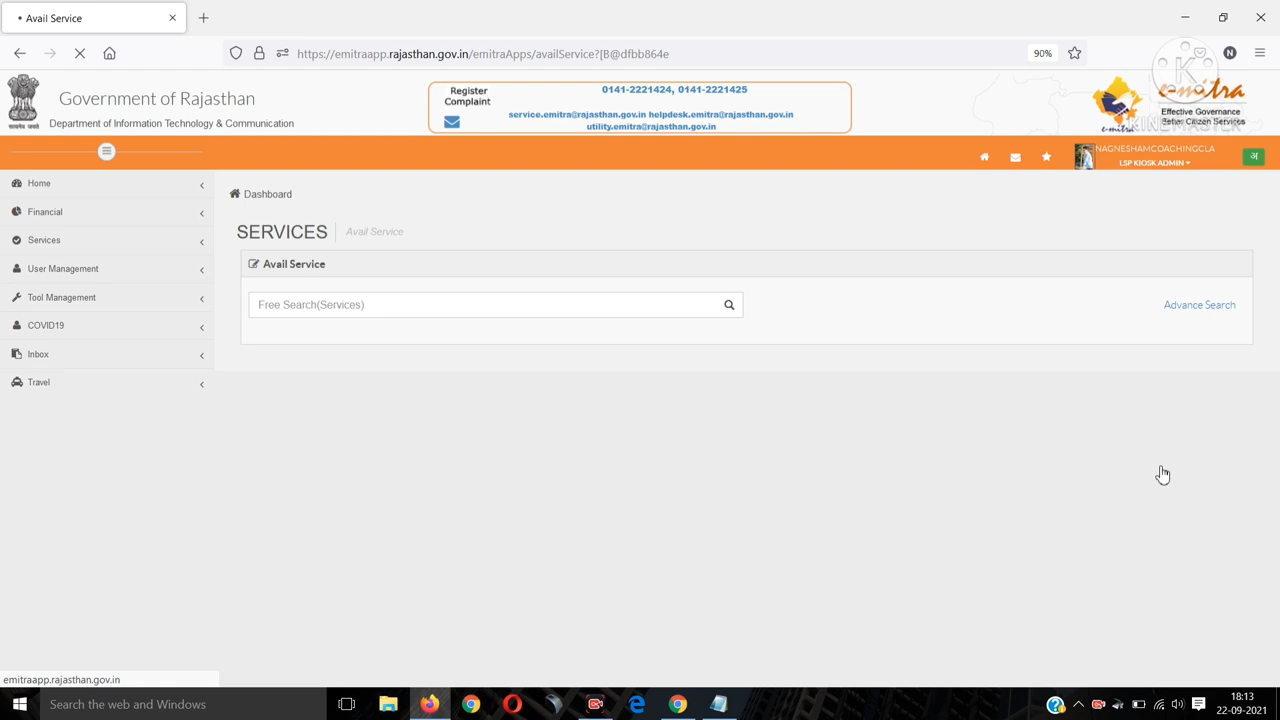 Avail Service
https://emitraapp.rajasthan.gov.in/emitraApps/availService?[B@dfbb864e
90%
N
Government of Rajasthan
Department of Information Technology & Communication
Register
Complaint
0141-2221424, 0141-2221425
service.emitra@rajasthan.gov.in helpdesk.emitra@rajasthan.gov.in
utility.emitra@rajasthan.gov.in
e-mitra
Effective Governance
Better Citizen Services
e-mitra
K
KINEMASTER
NAGNESHAMCOACHINGCLA
LSP KIOSK ADMIN
अ
Home
Financial
Services
User Management
Tool Management
COVID19
Inbox
Travel
Dashboard
SERVICES
Avail Service
Avail Service
Free Search(Services)
Advance Search
emitraapp.rajasthan.gov.in
Search the web and Windows
18:13
22-09-2021